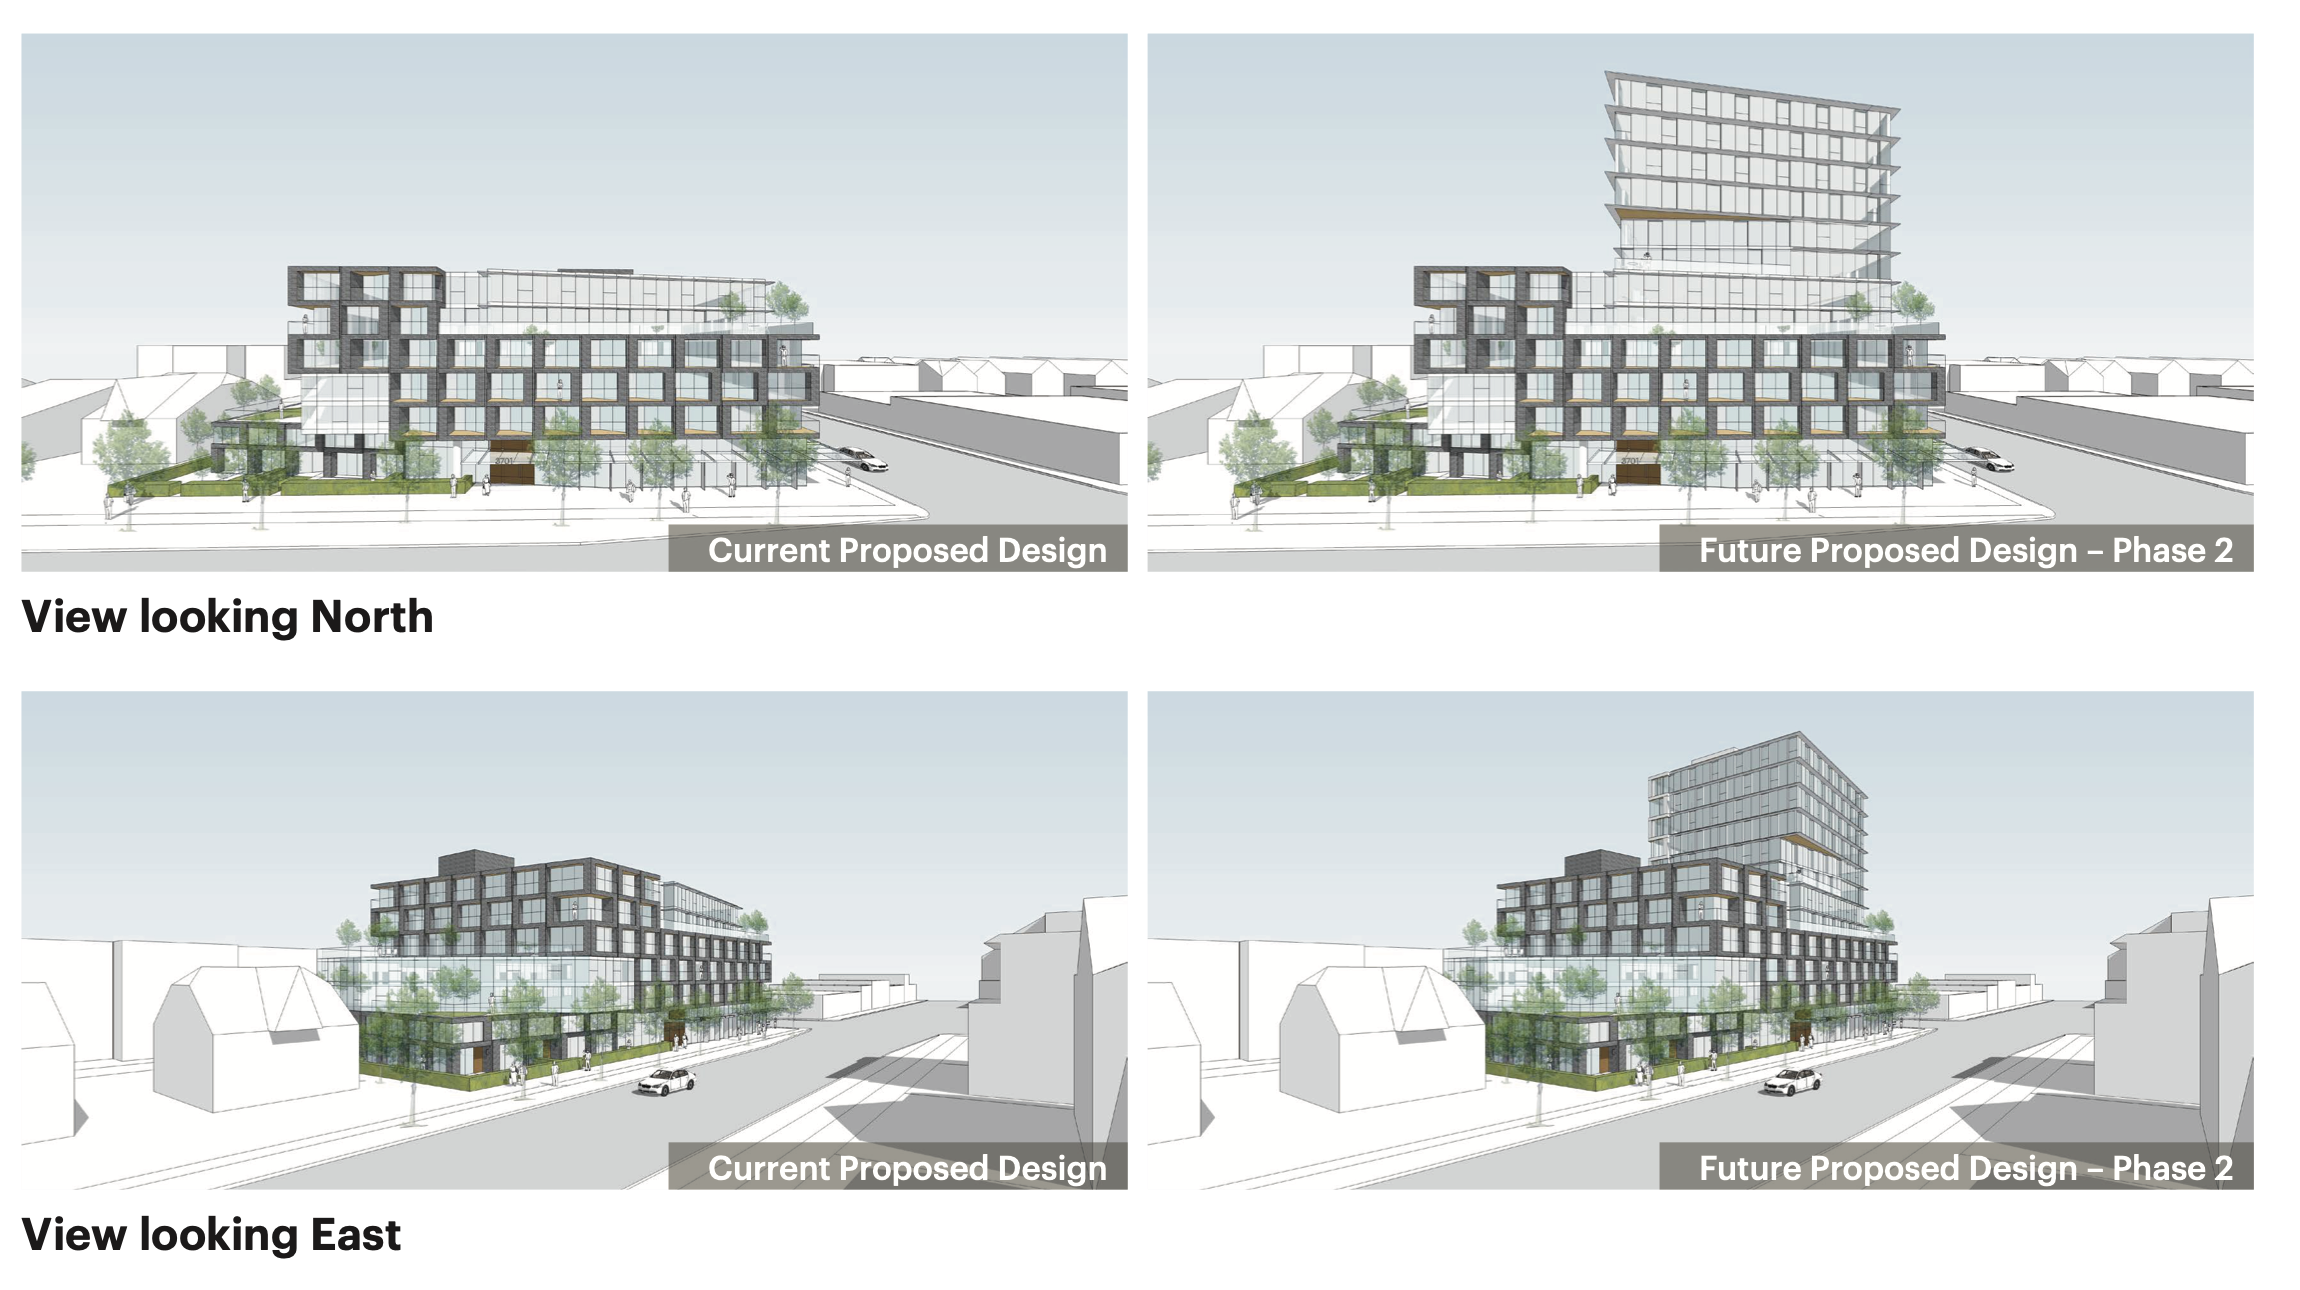 Current Proposed Design
Future Proposed Design – Phase 2
View looking North
Current Proposed Design
Future Proposed Design – Phase 2
View looking East